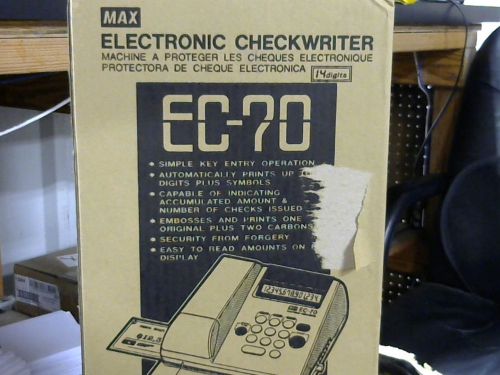 MAX
ELECTRONIC CHECKWRITER
MACHINE A PROTEGER LES CHEQUES ELECTRONIQUE
PROTECTORA DE CHEQUE ELECTRONICA 14digits
EC-70
• SIMPLE KEY ENTRY OPERATION
• AUTOMATICALLY PRINTS UP
DIGITS PLUS SYMBOLS
• CAPABLE OF INDICATING
ACCUMULATED AMOUNT &
NUMBER OF CHECKS ISSUED
• EMBOSSES AND PRINTS ONE
ORIGINAL PLUS TWO CARBONS
• SECURITY FROM FORGERY
• EASY TO READ AMOUNTS ON
DISPLAY
12345678901234
EC-70